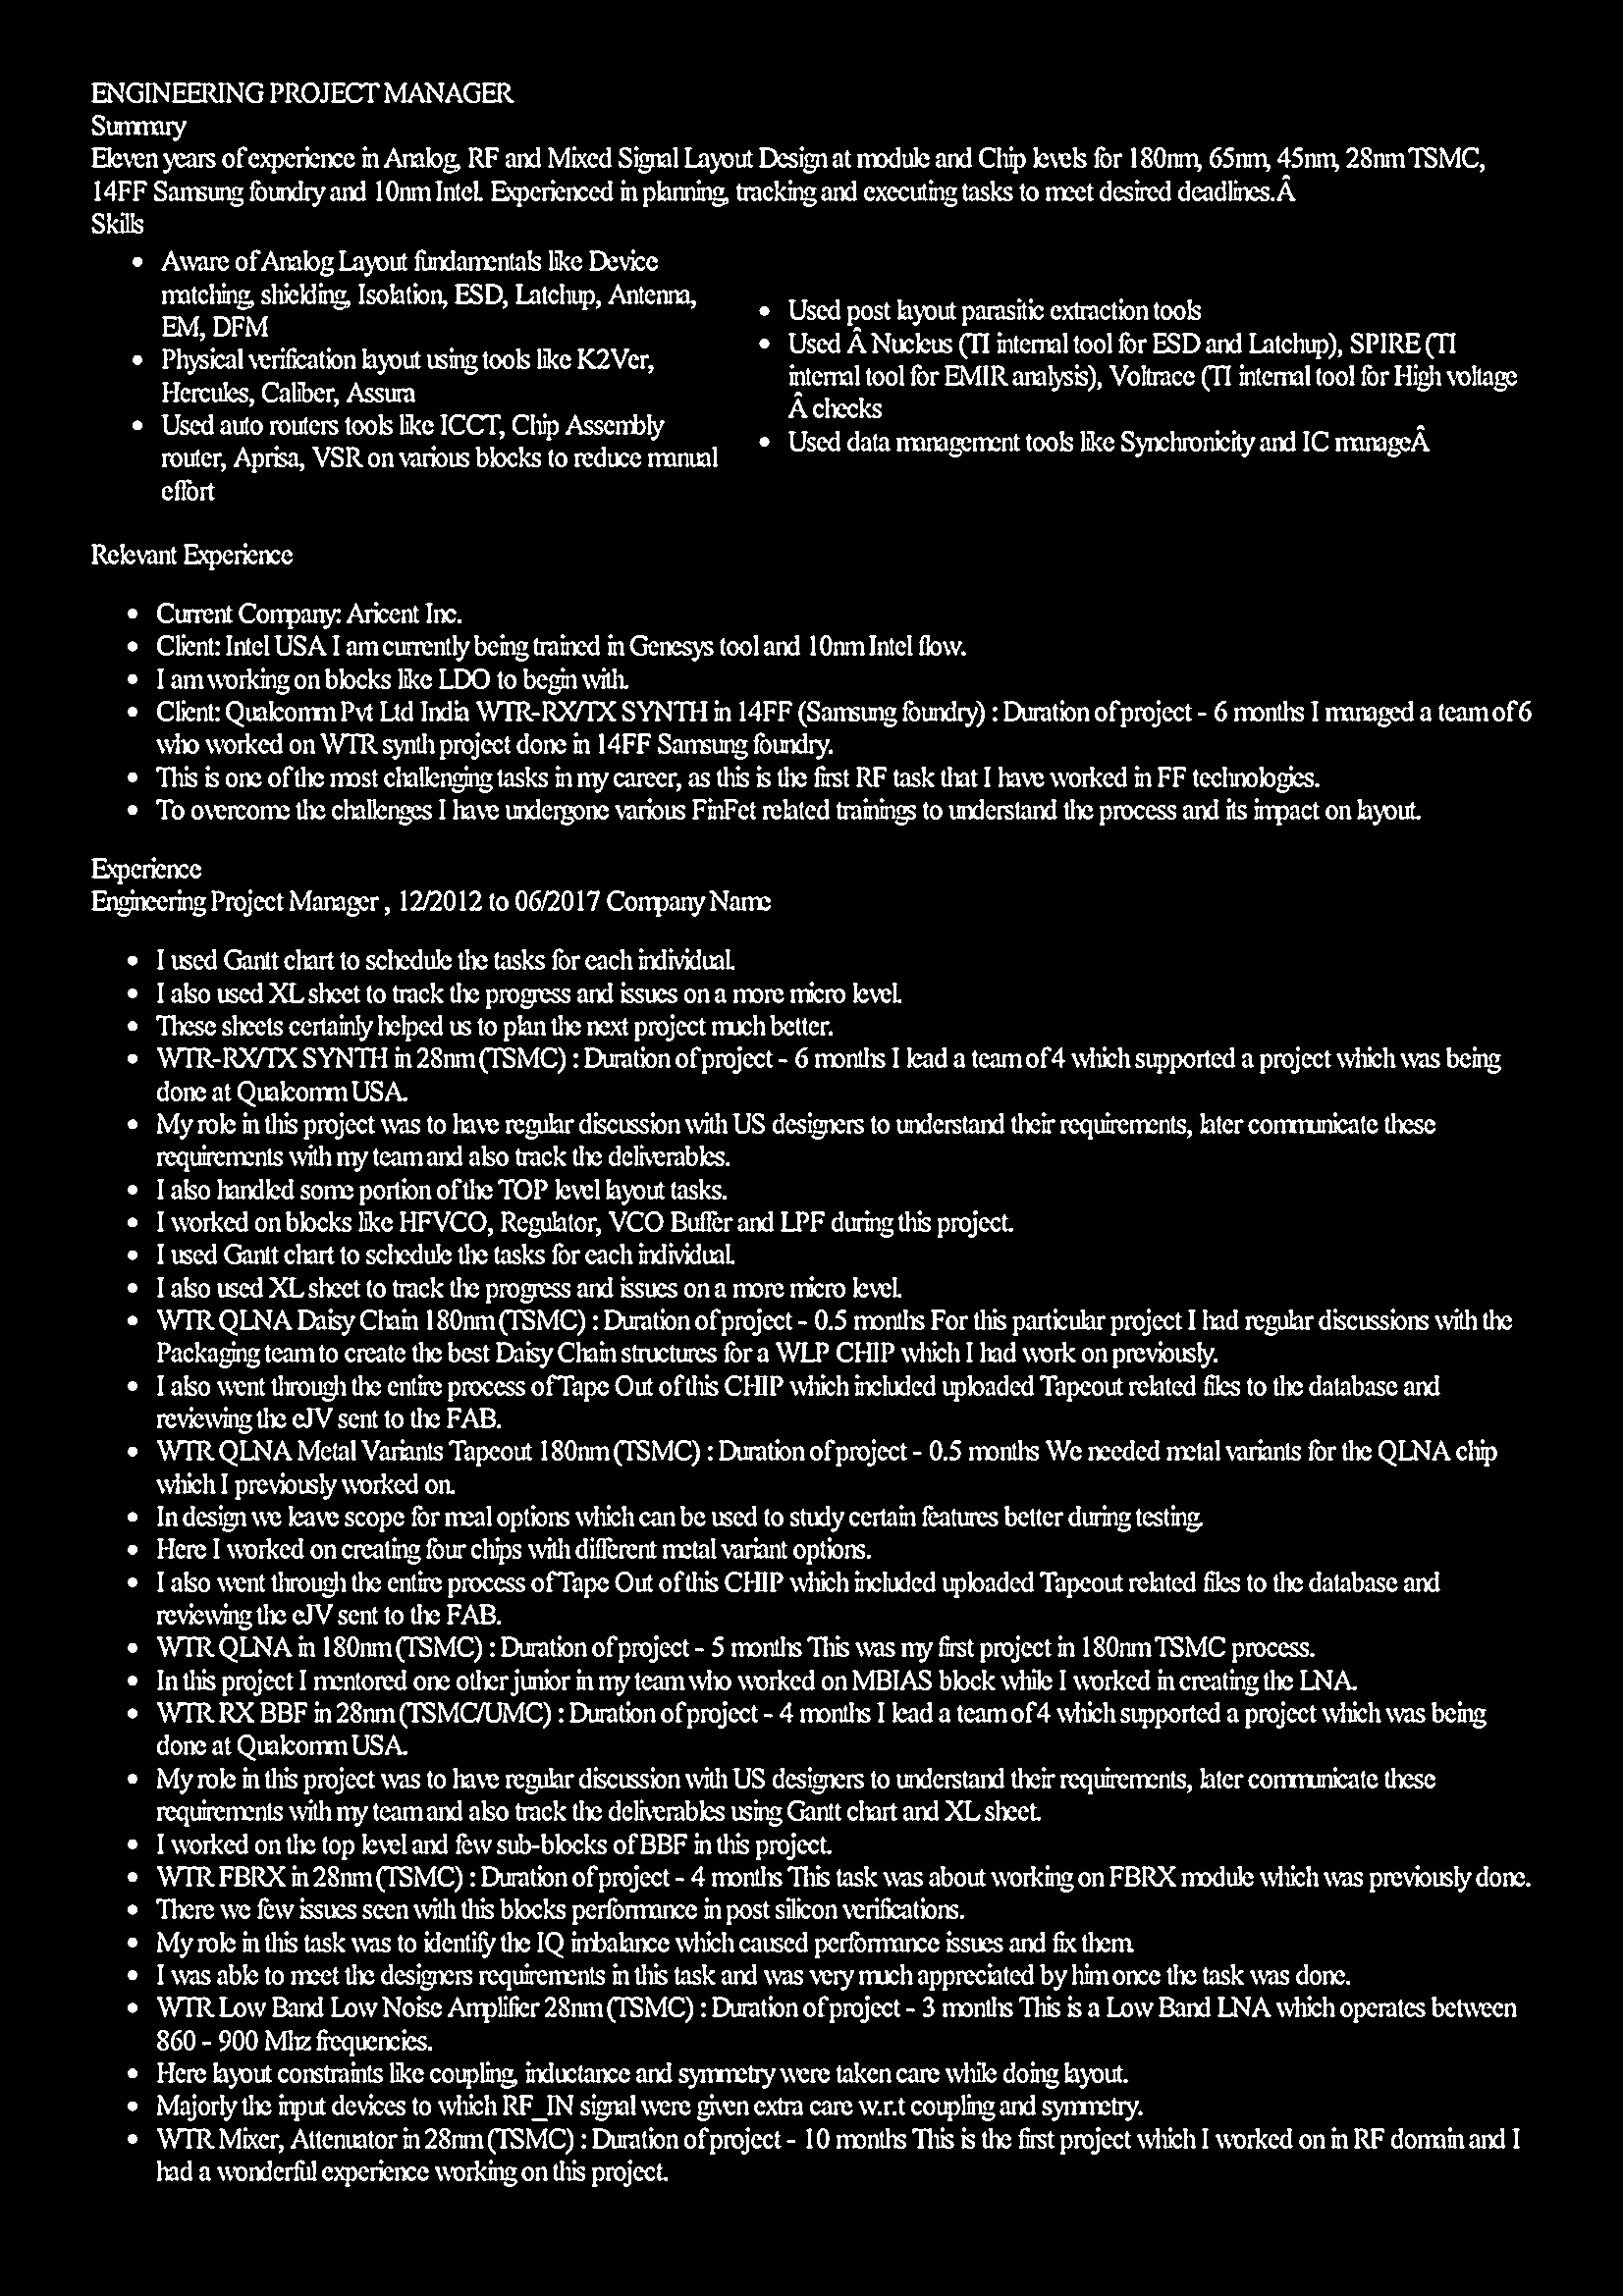 ENGINEERING PROJECT MANAGER
Summary
Eleven years of experience in Analog, RF and Mixed Signal Layout Design at module and Chip levels for 180nm, 65nm, 45nm, 28nm TSMC,
14FF Samsung foundry and 10nm Intel. Experienced in planning, tracking and executing tasks to meet desired deadlines.Â
Skills
• Aware of Analog Layout fundamentals like Device
matching, shielding, Isolation, ESD, Latchup, Antenna,
EM, DFM
• Physical verification layout using tools like K2Ver,
Hercules, Caliber, Assura
• Used auto routers tools like ICCT, Chip Assembly
router, Aprisa, VSR on various blocks to reduce manual
effort
• Used post layout parasitic extraction tools
• Used Â Nucleus (TI internal tool for ESD and Latchup), SPIRE (TI
internal tool for EMIR analysis), Voltrace (TI internal tool for High voltage
Â checks
• Used data management tools like Synchronicity and IC manageÂ
Relevant Experience
• Current Company: Aricent Inc.
• Client: Intel USA I am currently being trained in Genesys tool and 10nm Intel flow.
• I am working on blocks like LDO to begin with.
• Client: Qualcomm Pvt Ltd India WTR-RX/TX SYNTH in 14FF (Samsung foundry) : Duration of project - 6 months I managed a team of 6
who worked on WTR synth project done in 14FF Samsung foundry.
• This is one of the most challenging tasks in my career, as this is the first RF task that I have worked in FF technologies.
• To overcome the challenges I have undergone various FinFet related trainings to understand the process and its impact on layout.
Experience
Engineering Project Manager , 12/2012 to 06/2017 Company Name
• I used Gantt chart to schedule the tasks for each individual.
• I also used XL sheet to track the progress and issues on a more micro level.
• These sheets certainly helped us to plan the next project much better.
• WTR-RX/TX SYNTH in 28nm (TSMC) : Duration of project - 6 months I lead a team of 4 which supported a project which was being
done at Qualcomm USA.
• My role in this project was to have regular discussion with US designers to understand their requirements, later communicate these
requirements with my team and also track the deliverables.
• I also handled some portion of the TOP level layout tasks.
• I worked on blocks like HFVCO, Regulator, VCO Buffer and LPF during this project.
• I used Gantt chart to schedule the tasks for each individual.
• I also used XL sheet to track the progress and issues on a more micro level.
• WTR QLNA Daisy Chain 180nm (TSMC) : Duration of project - 0.5 months For this particular project I had regular discussions with the
Packaging team to create the best Daisy Chain structures for a WLP CHIP which I had work on previously.
• I also went through the entire process of Tape Out of this CHIP which included uploaded Tapeout related files to the database and
reviewing the eJV sent to the FAB.
• WTR QLNA Metal Variants Tapeout 180nm (TSMC) : Duration of project - 0.5 months We needed metal variants for the QLNA chip
which I previously worked on.
• In design we leave scope for meal options which can be used to study certain features better during testing.
• Here I worked on creating four chips with different metal variant options.
• I also went through the entire process of Tape Out of this CHIP which included uploaded Tapeout related files to the database and
reviewing the eJV sent to the FAB.
• WTR QLNA in 180nm (TSMC) : Duration of project - 5 months This was my first project in 180nm TSMC process.
• In this project I mentored one other junior in my team who worked on MBIAS block while I worked in creating the LNA.
• WTR RX BBF in 28nm (TSMC/UMC) : Duration of project - 4 months I lead a team of 4 which supported a project which was being
done at Qualcomm USA.
• My role in this project was to have regular discussion with US designers to understand their requirements, later communicate these
requirements with my team and also track the deliverables using Gantt chart and XL sheet.
• I worked on the top level and few sub-blocks of BBF in this project.
• WTR FBRX in 28nm (TSMC) : Duration of project - 4 months This task was about working on FBRX module which was previously done.
• There we few issues seen with this blocks performance in post silicon verifications.
• My role in this task was to identify the IQ imbalance which caused performance issues and fix them.
• I was able to meet the designers requirements in this task and was very much appreciated by him once the task was done.
• WTR Low Band Low Noise Amplifier 28nm (TSMC) : Duration of project - 3 months This is a Low Band LNA which operates between
860 - 900 Mhz frequencies.
• Here layout constraints like coupling, inductance and symmetry were taken care while doing layout.
• Majorly the input devices to which RF_IN signal were given extra care w.r.t coupling and symmetry.
• WTR Mixer, Attenuator in 28nm (TSMC) : Duration of project - 10 months This is the first project which I worked on in RF domain and I
had a wonderful experience working on this project.